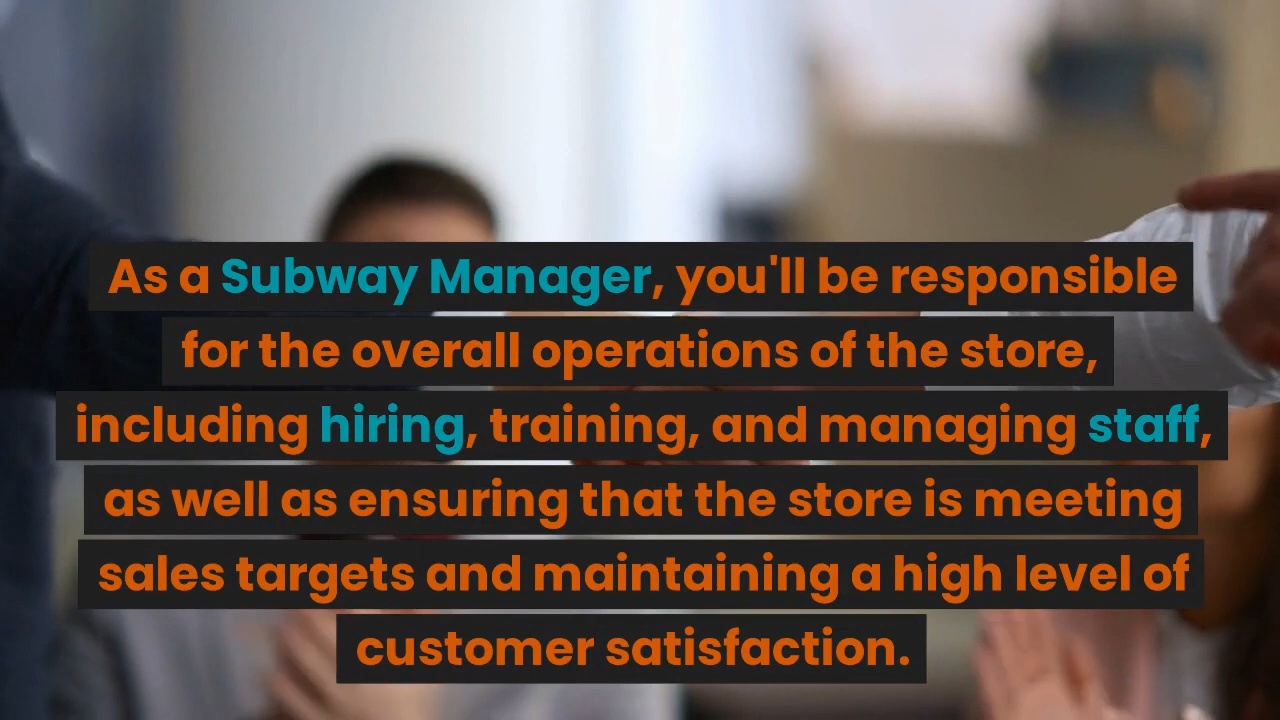 As a Subway Manager, you'll be responsible
for the overall operations of the store,
including hiring, training, and managing staff,
as well as ensuring that the store is meeting
sales targets and maintaining a high level of
customer satisfaction.